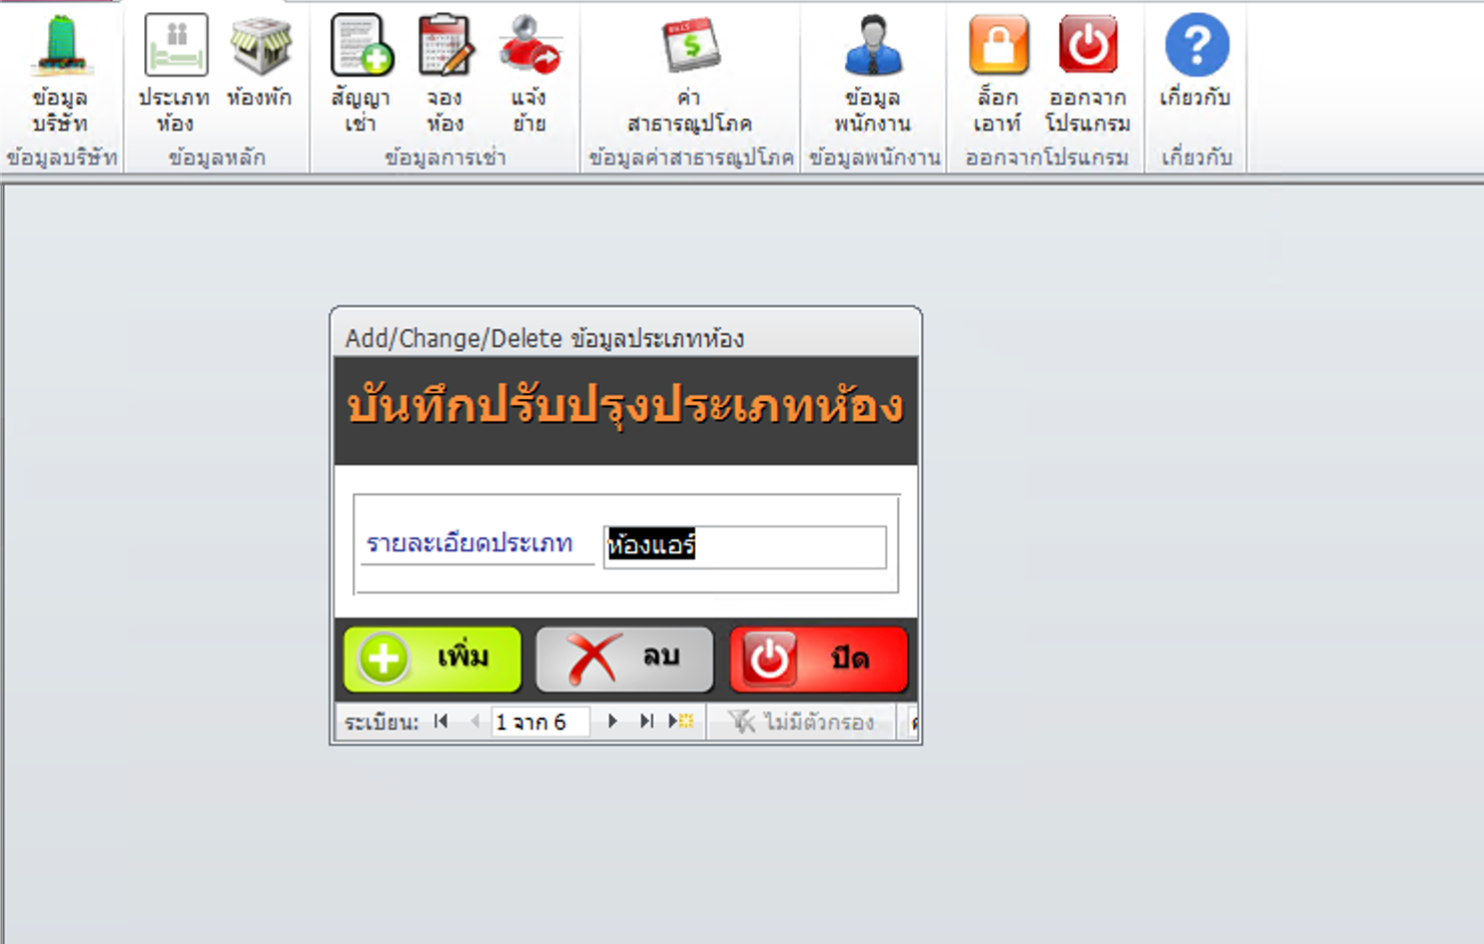 ข้อมูล
บริษัท
ข้อมูลบริษัท
ประเภท
ห้อง
ห้องพัก
ข้อมูลหลัก
สัญญา
เช่า
จอง
ห้อง
แจ้ง
ย้าย
ข้อมูลการเช่า
BILLS
$
ค่า
สาธารณูปโภค
ข้อมูลค่าสาธารณูปโภค
ข้อมูล
พนักงาน
ข้อมูลพนักงาน
ล็อก
เอาท์
ออกจาก
โปรแกรม
ออกจากโปรแกรม
?
เกี่ยวกับ
เกี่ยวกับ
Add/Change/Delete ข้อมูลประเภทห้อง
บันทึกปรับปรุงประเภทห้อง
รายละเอียดประเภท
ห้องแอร์
เพิ่ม
ลบ
ปิด
ระเบียน:
1 จาก 6
ไม่มีตัวกรอง